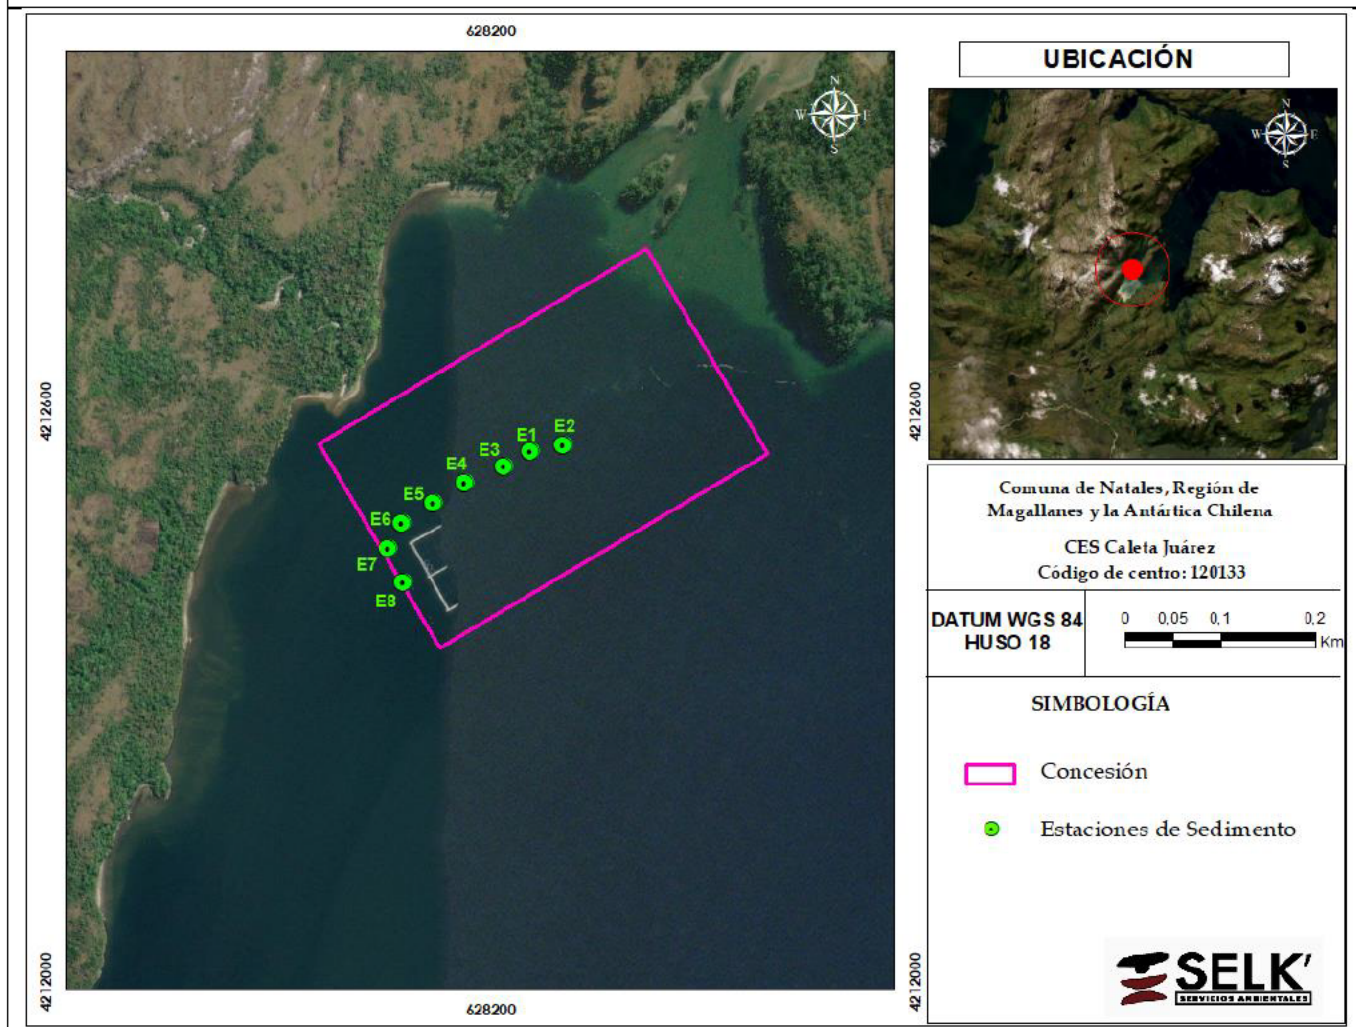 628200
N
W E
S
4212600
4212600
E2
E1
E3
E4
E5
E6
E7
E8
4212000
4212000
628200
UBICACIÓN
N
W E
S
Comuna de Natales, Región de
Magallanes y la Antártica Chilena
CES Caleta Juárez
Código de centro: 120133
DATUM WGS 84
HUSO 18
0 0,05 0,1 0,2
Km
SIMBOLOGÍA
Concesión
Estaciones de Sedimento
SELK'
SERVICIOS AMBIENTALES